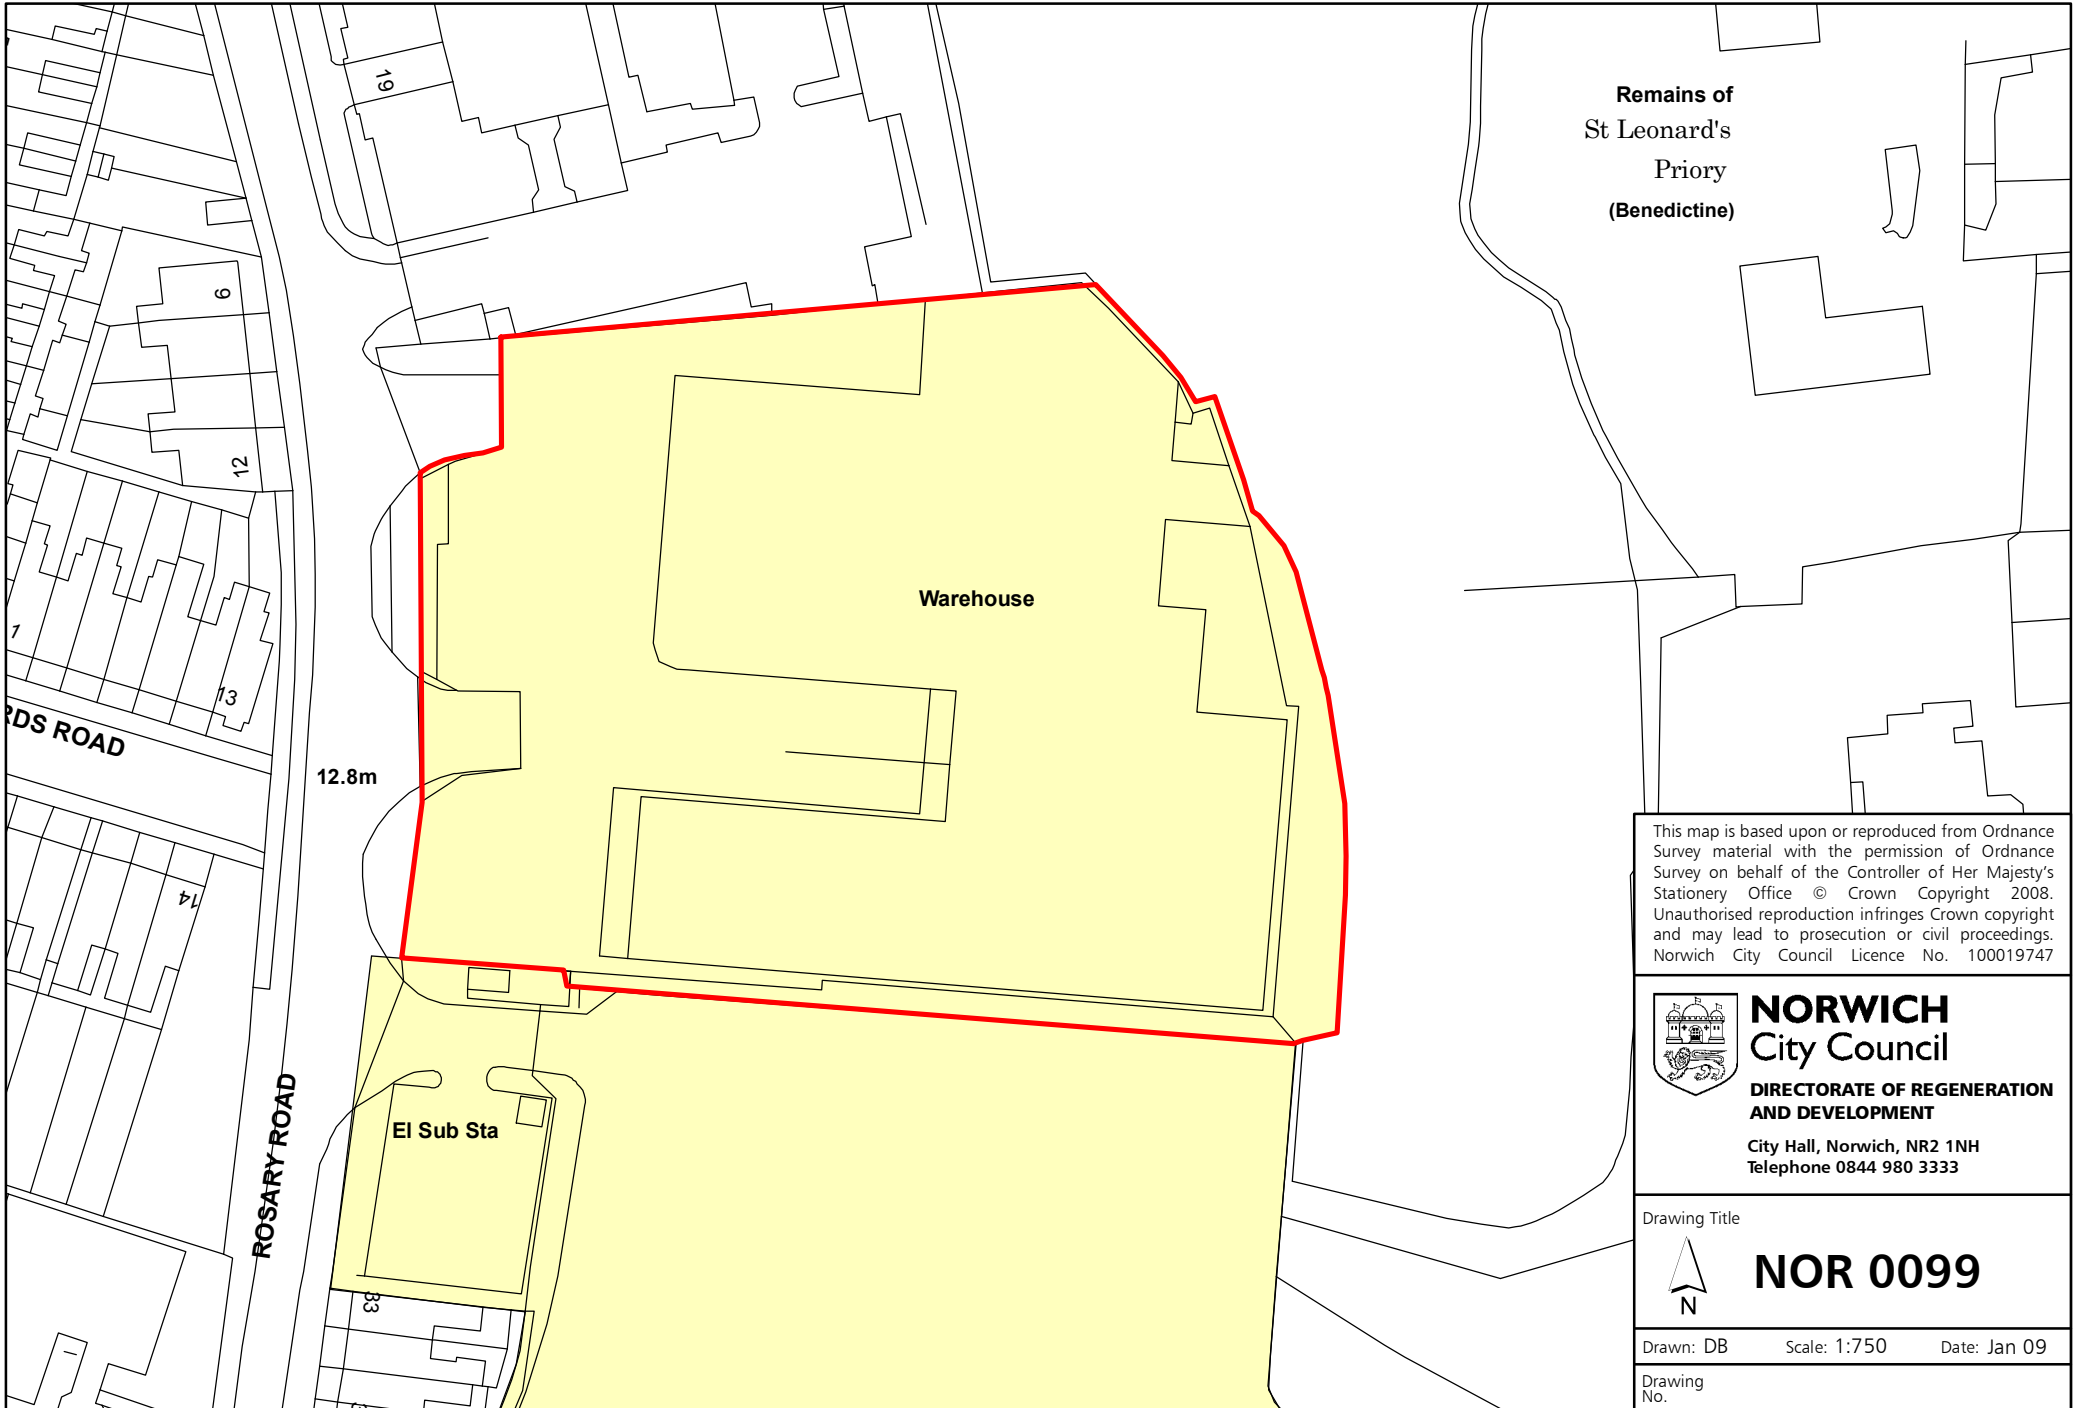 19
Remains of
St Leonard's
Priory
(Benedictine)
9
12
Warehouse
1
13
RDS ROAD
12.8m
14
ROSARY ROAD
El Sub Sta
33
This map is based upon or reproduced from Ordnance
Survey material with the permission of Ordnance
Survey on behalf of the Controller of Her Majesty's
Stationery Office © Crown Copyright 2008.
Unauthorised reproduction infringes Crown copyright
and may lead to prosecution or civil proceedings.
Norwich City Council Licence No. 100019747
NORWICH
City Council
DIRECTORATE OF REGENERATION
AND DEVELOPMENT
City Hall, Norwich, NR2 1NH
Telephone 0844 980 3333
Drawing Title
N
NOR 0099
Drawn: DB Scale: 1:750 Date: Jan 09
Drawing
No.